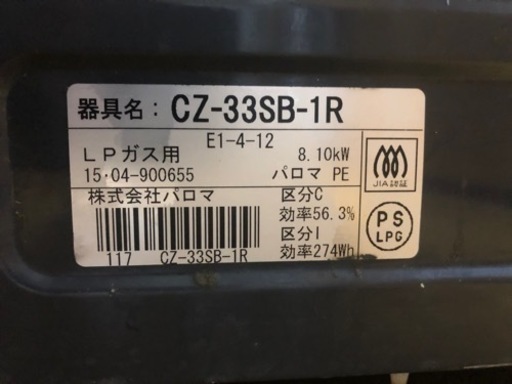 器具名: CZ-33SB-1R
E1-4-12
LPガス用 8.10kW
15・04-900655 パロマ PE
株式会社パロマ 区分C
効率56.3%
区分I
効率274Wh
117 CZ-33SB-1R
JIA認証
PS
LPG